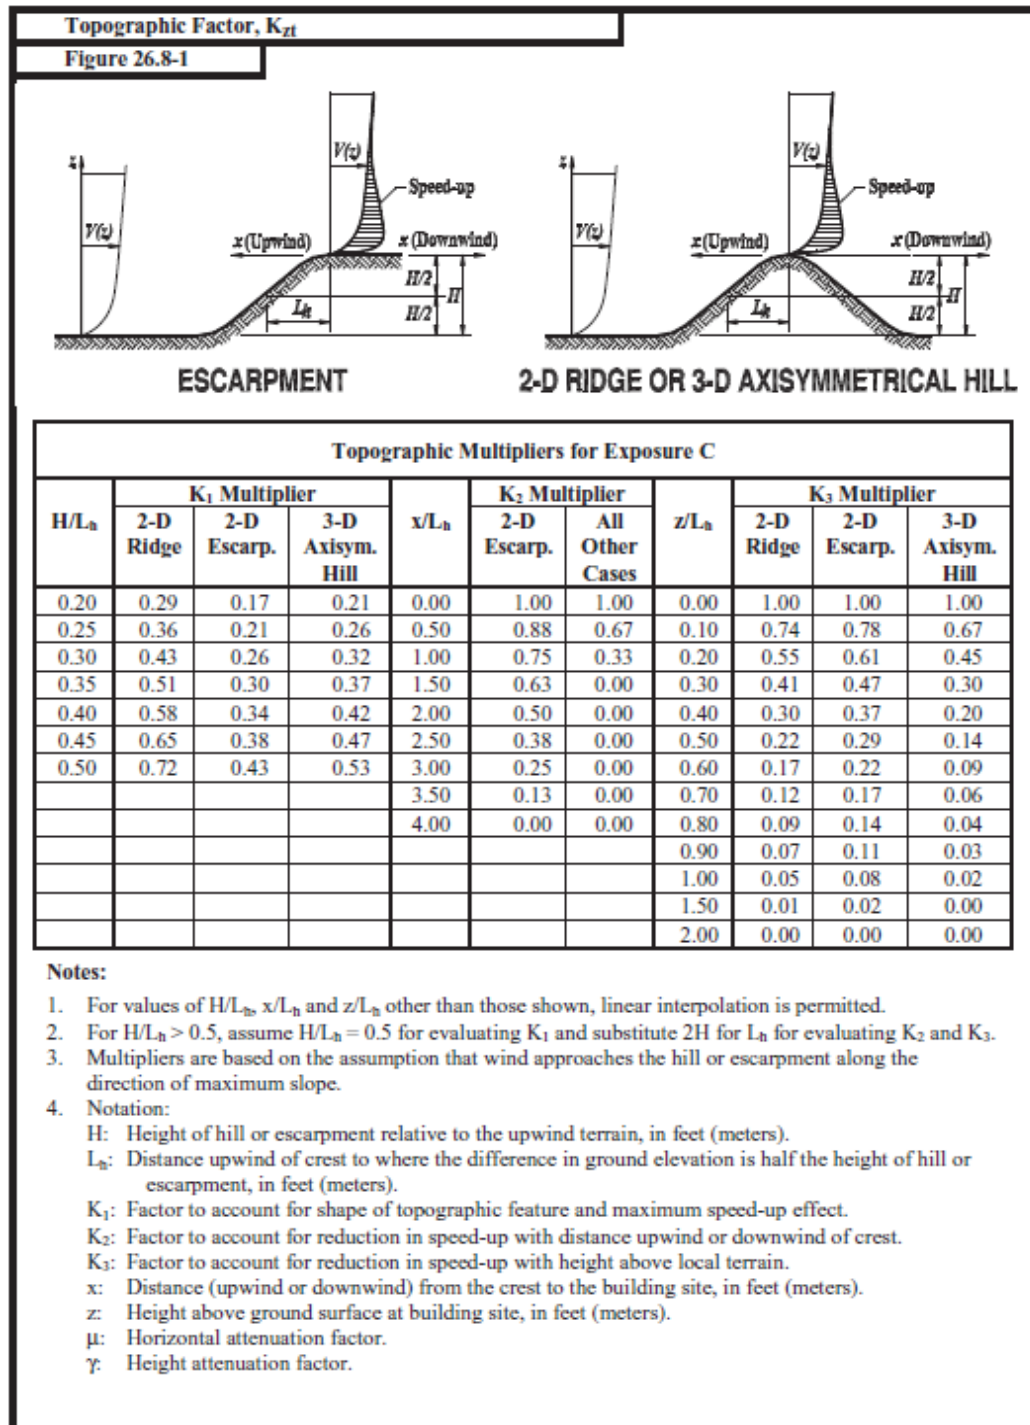 Topographic Factor, Kzt
Figure 26.8-1
z
V(z)
V(z)
Speed-up
x (Upwind)
x (Downwind)
H/2
H
Lh
H/2
ESCARPMENT
z
V(z)
V(z)
Speed-up
x (Upwind)
x (Downwind)
H/2
H
Lh
H/2
2-D RIDGE OR 3-D AXISYMMETRICAL HILL
Topographic Multipliers for Exposure C
H/Lh K1 Multiplier x/Lh K2 Multiplier z/Lh K3 Multiplier
2-D Ridge 2-D Escarp. 3-D Axisym. Hill 2-D Escarp. All Other Cases 2-D Ridge 2-D Escarp. 3-D Axisym. Hill
0.20 0.29 0.17 0.21 0.00 1.00 1.00 0.00 1.00 1.00 1.00
0.25 0.36 0.21 0.26 0.50 0.88 0.67 0.10 0.74 0.78 0.67
0.30 0.43 0.26 0.32 1.00 0.75 0.33 0.20 0.55 0.61 0.45
0.35 0.51 0.30 0.37 1.50 0.63 0.00 0.30 0.41 0.47 0.30
0.40 0.58 0.34 0.42 2.00 0.50 0.00 0.40 0.30 0.37 0.20
0.45 0.65 0.38 0.47 2.50 0.38 0.00 0.50 0.22 0.29 0.14
0.50 0.72 0.43 0.53 3.00 0.25 0.00 0.60 0.17 0.22 0.09
3.50 0.13 0.00 0.70 0.12 0.17 0.06
4.00 0.00 0.00 0.80 0.09 0.14 0.04
0.90 0.07 0.11 0.03
1.00 0.05 0.08 0.02
1.50 0.01 0.02 0.00
2.00 0.00 0.00 0.00
Notes:
1. For values of H/Lh, x/Lh and z/Lh other than those shown, linear interpolation is permitted.
2. For H/Lh > 0.5, assume H/Lh = 0.5 for evaluating K1 and substitute 2H for Lh for evaluating K2 and K3.
3. Multipliers are based on the assumption that wind approaches the hill or escarpment along the
direction of maximum slope.
4. Notation:
H: Height of hill or escarpment relative to the upwind terrain, in feet (meters).
Lh: Distance upwind of crest to where the difference in ground elevation is half the height of hill or
escarpment, in feet (meters).
K1: Factor to account for shape of topographic feature and maximum speed-up effect.
K2: Factor to account for reduction in speed-up with distance upwind or downwind of crest.
K3: Factor to account for reduction in speed-up with height above local terrain.
x: Distance (upwind or downwind) from the crest to the building site, in feet (meters).
z: Height above ground surface at building site, in feet (meters).
μ: Horizontal attenuation factor.
γ: Height attenuation factor.